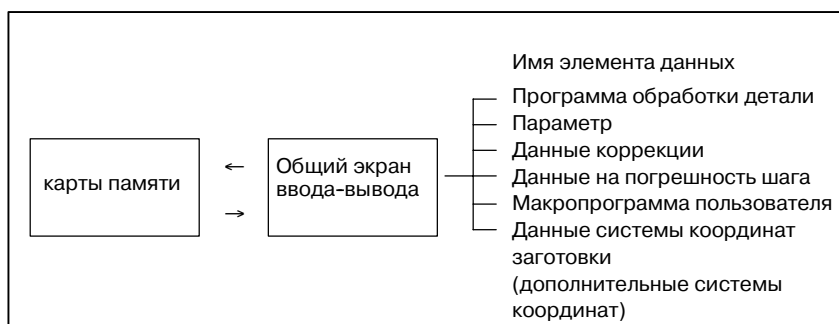 Имя элемента данных
Программа обработки детали
Параметр
Данные коррекции
Данные на погрешность шага
Макропрограмма пользователя
Данные системы координат
заготовки
(дополнительные системы
координат)
карты памяти
← 
→
Общий экран
ввода-вывода